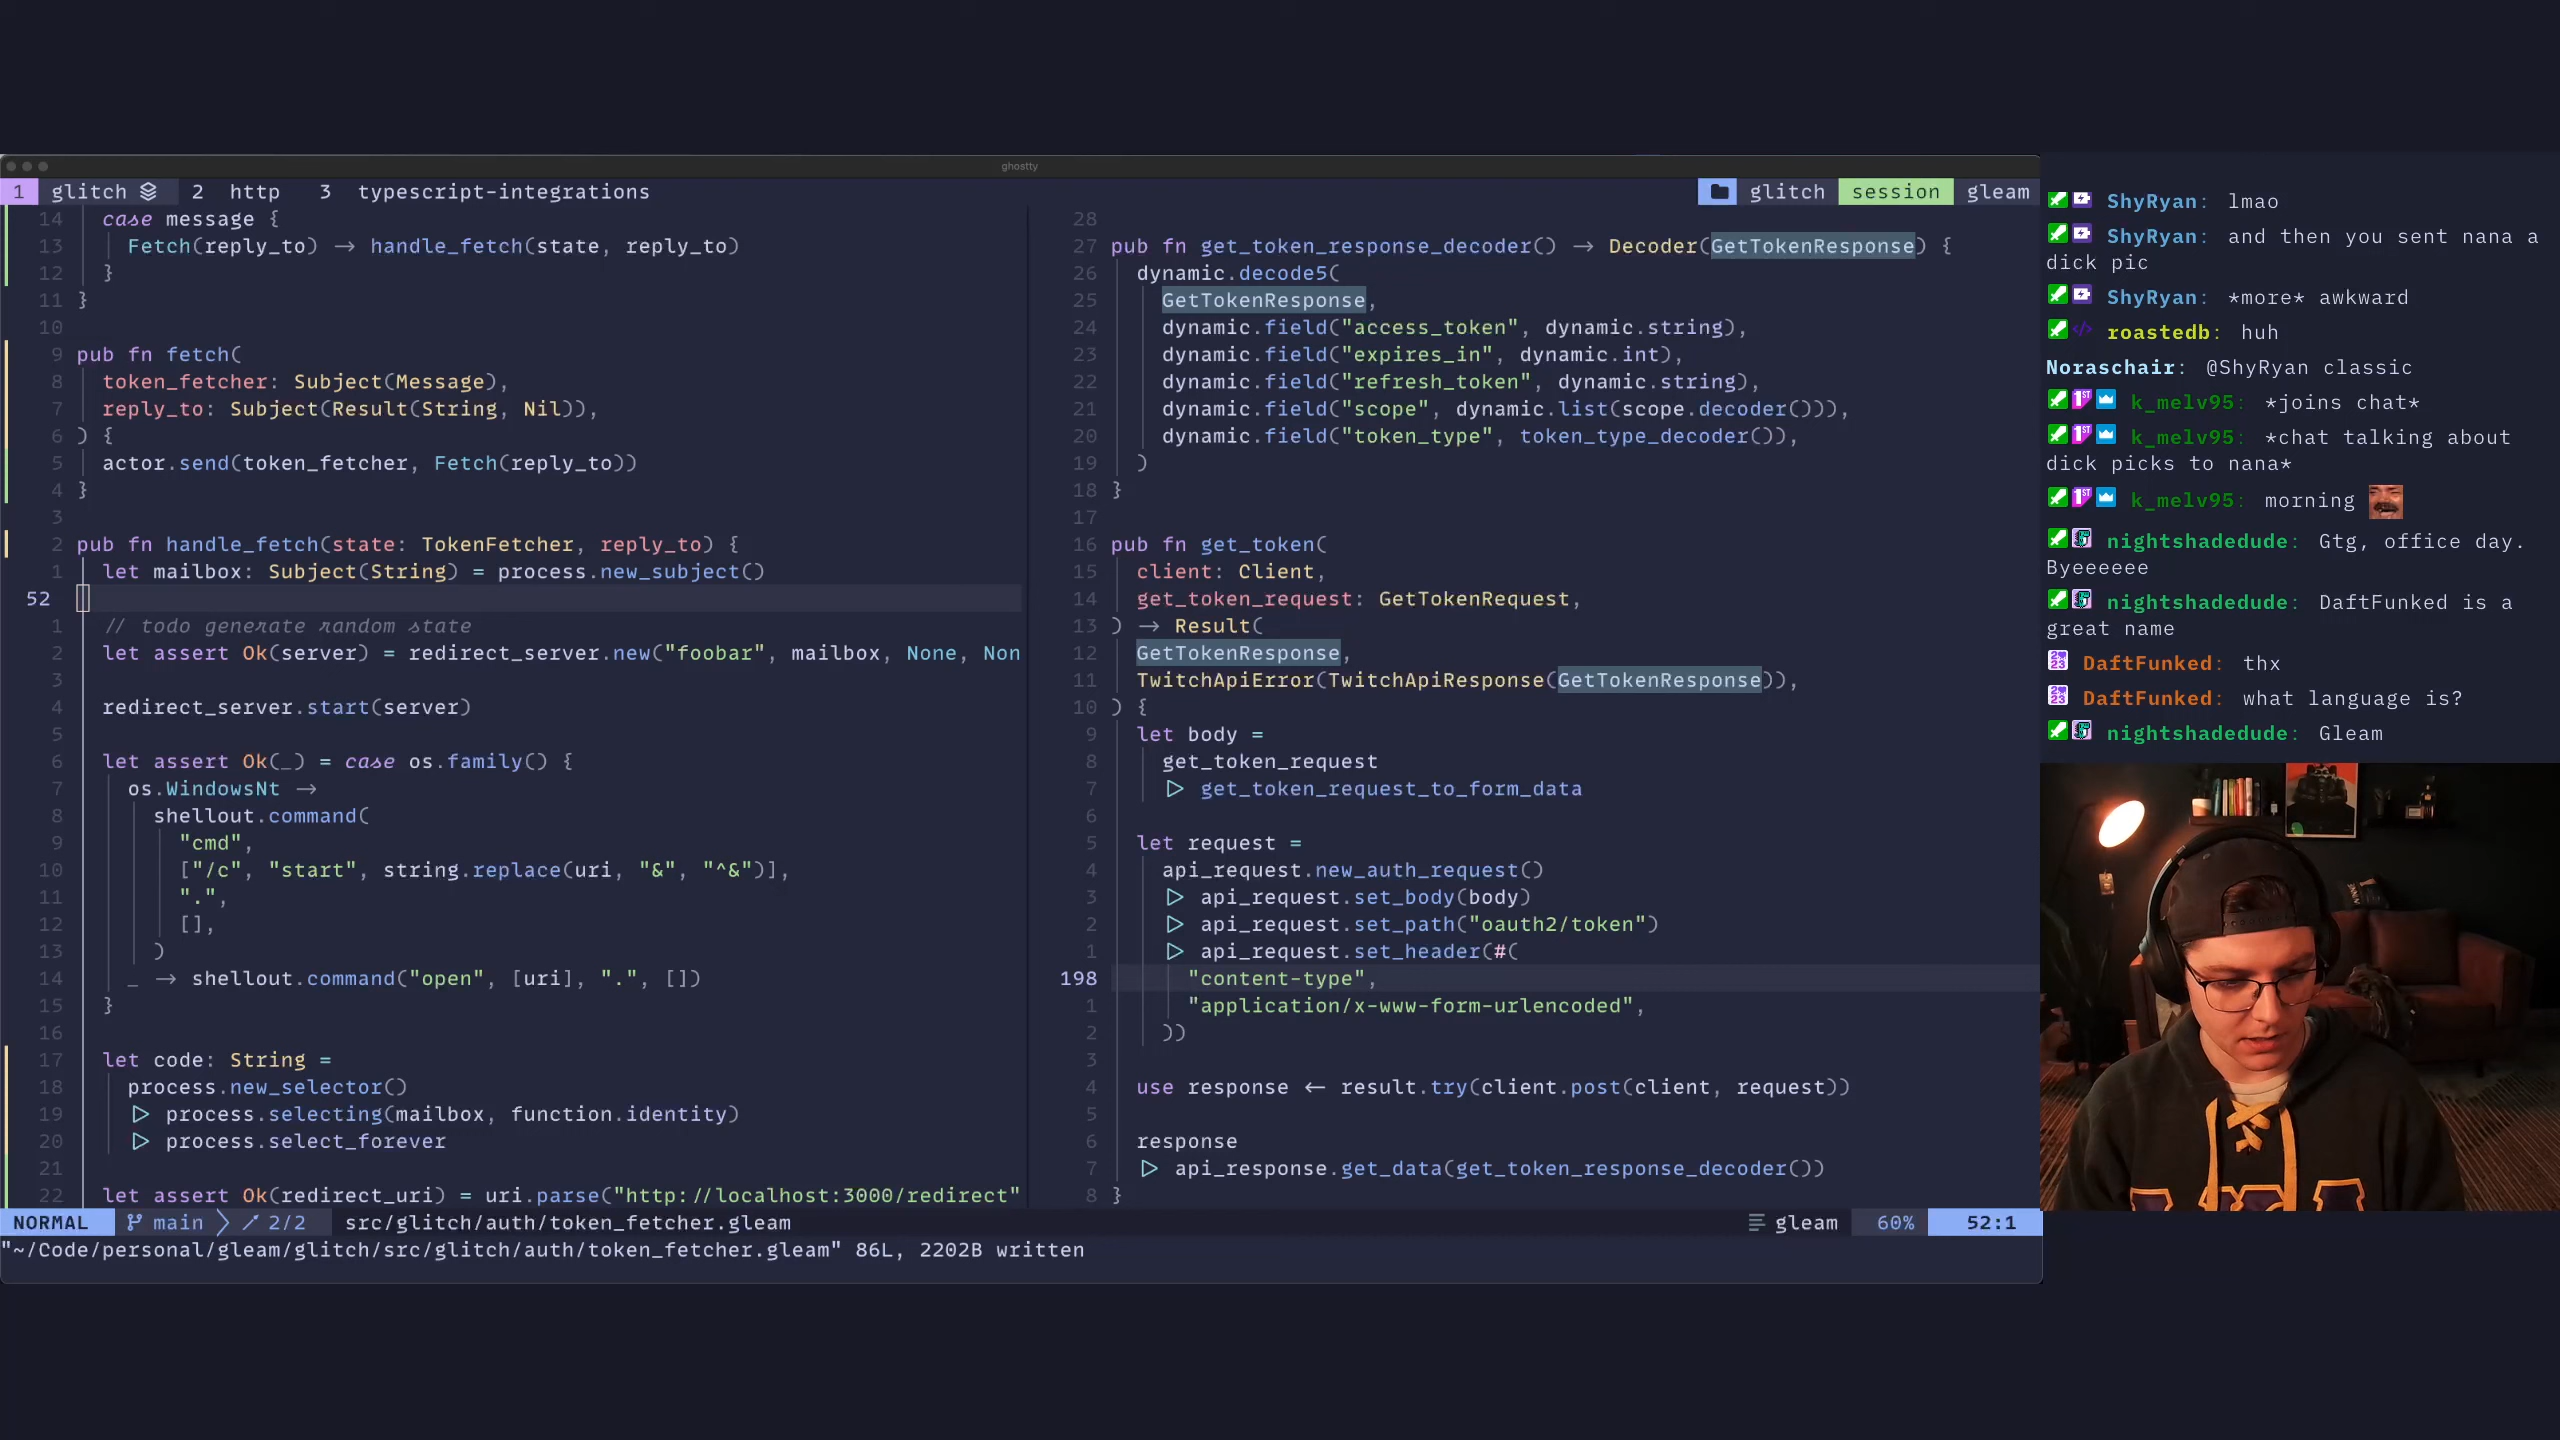 ghostty
1 glitch 2 http 3 typescript-integrations
glitch session gleam
14 case message {
13 Fetch(reply_to) → handle_fetch(state, reply_to)
12 }
11 }
10
9 pub fn fetch(
8 token_fetcher: Subject(Message),
7 reply_to: Subject(Result(String, Nil)),
6 ) {
5 actor.send(token_fetcher, Fetch(reply_to))
4 }
3
2 pub fn handle_fetch(state: TokenFetcher, reply_to) {
1 let mailbox: Subject(String) = process.new_subject()
52
1 // todo generate random state
2 let assert Ok(server) = redirect_server.new("foobar", mailbox, None, Non
3
4 redirect_server.start(server)
5
6 let assert Ok(_) = case os.family() {
7 os.WindowsNt →
8 shellout.command(
9 "cmd",
10 ["/c", "start", string.replace(uri, "&", "^&")],
11 ".",
12 [],
13 )
14 _ → shellout.command("open", [uri], ".", [])
15 }
16
17 let code: String =
18 process.new_selector()
19 ▷ process.selecting(mailbox, function.identity)
20 ▷ process.select_forever
21
22 let assert Ok(redirect_uri) = uri.parse("http://localhost:3000/redirect"
28
27 pub fn get_token_response_decoder() → Decoder(GetTokenResponse) {
26 dynamic.decode5(
25 GetTokenResponse,
24 dynamic.field("access_token", dynamic.string),
23 dynamic.field("expires_in", dynamic.int),
22 dynamic.field("refresh_token", dynamic.string),
21 dynamic.field("scope", dynamic.list(scope.decoder())),
20 dynamic.field("token_type", token_type_decoder()),
19 )
18 }
17
16 pub fn get_token(
15 client: Client,
14 get_token_request: GetTokenRequest,
13 ) → Result(
12 GetTokenResponse,
11 TwitchApiError(TwitchApiResponse(GetTokenResponse)),
10 ) {
9 let body =
8 get_token_request
7 ▷ get_token_request_to_form_data
6
5 let request =
4 api_request.new_auth_request()
3 ▷ api_request.set_body(body)
2 ▷ api_request.set_path("oauth2/token")
1 ▷ api_request.set_header(#(
198 "content-type",
1 "application/x-www-form-urlencoded",
2 ))
3
4 use response ← result.try(client.post(client, request))
5
6 response
7 ▷ api_response.get_data(get_token_response_decoder())
8 }
NORMAL main 2/2 src/glitch/auth/token_fetcher.gleam gleam 60% 52:1
"~/Code/personal/gleam/glitch/src/glitch/auth/token_fetcher.gleam" 86L, 2202B written
ShyRyan: lmao
ShyRyan: and then you sent nana a
dick pic
ShyRyan: *more* awkward
roastedb: huh
Noraschair: @ShyRyan classic
k_melv95: *joins chat*
k_melv95: *chat talking about
dick picks to nana*
k_melv95: morning
nightshadedude: Gtg, office day.
Byeeeeee
nightshadedude: DaftFunked is a
great name
DaftFunked: thx
DaftFunked: what language is?
nightshadedude: Gleam